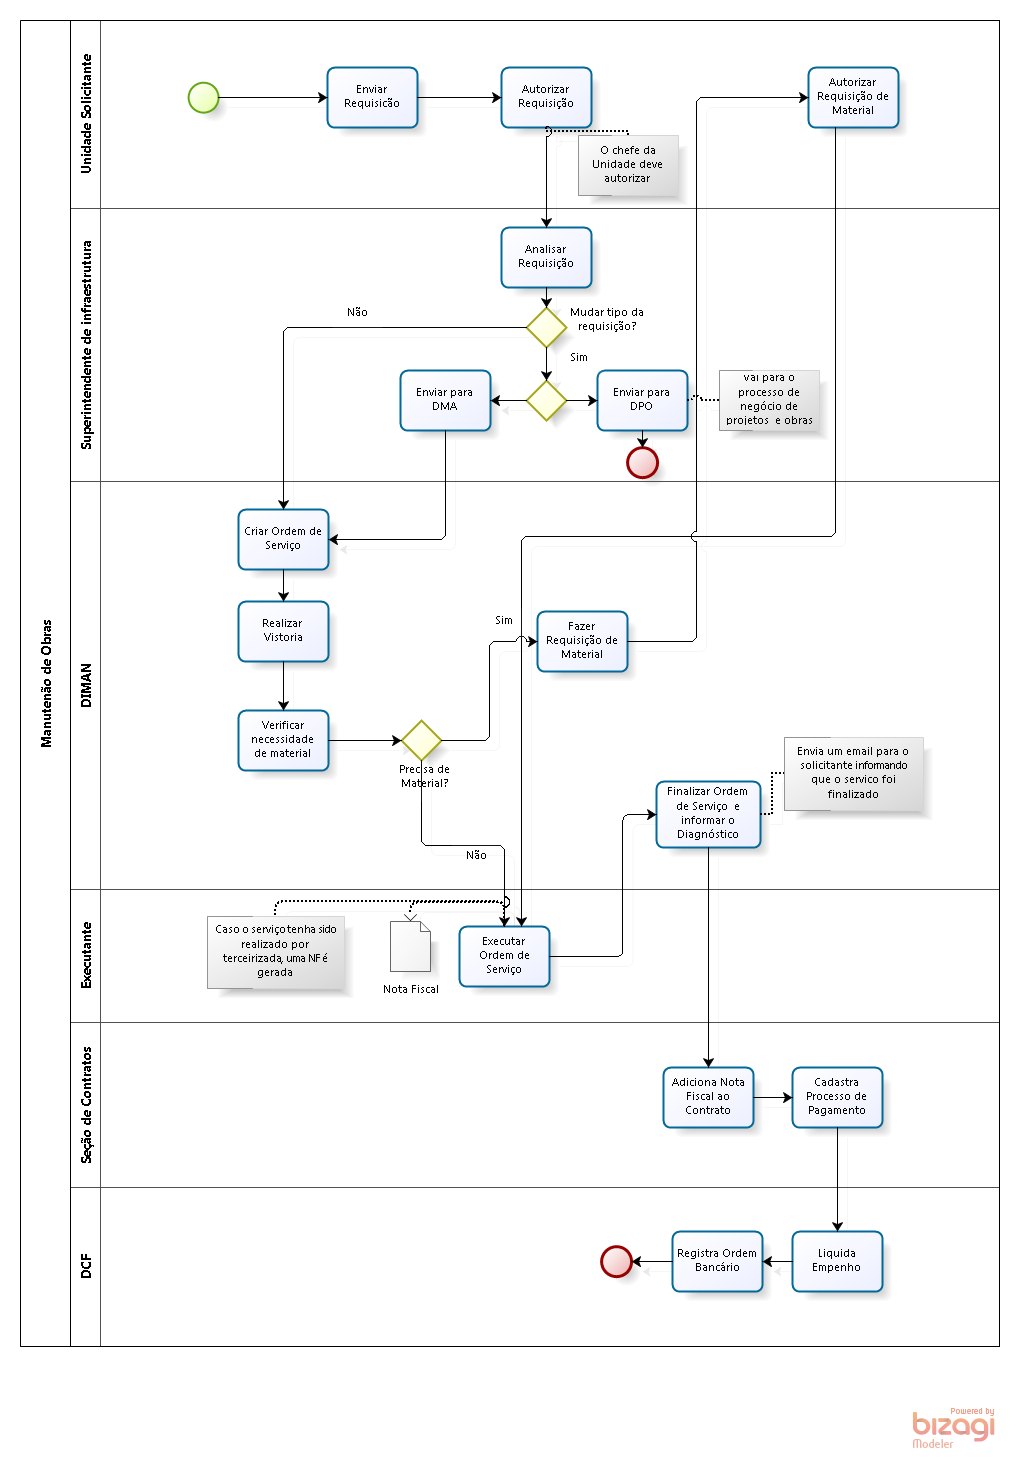 Manutenão de Obras
Unidade Solicitante
Enviar
Requisicão
Autorizar
Requisição
Autorizar
Requisição de
Material
O chefe da
Unidade deve
autorizar
Superintendente de infraestrutura
Analisar
Requisição
Mudar tipo da
requisição?
Não
Sim
Enviar para
DMA
Enviar para
DPO
vai para o
processo de
negócio de
projetos e obras
DIMAN
Criar Ordem de
Serviço
Realizar
Vistoria
Sim
Fazer
Requisição de
Material
Verificar
necessidade
de material
Precisa de
Material?
Não
Finalizar Ordem
de Serviço e
informar o
Diagnóstico
Envia um email para o
solicitante informando
que o servico foi
finalizado
Executante
Caso o serviço tenha sido
realizado por
terceirizada, uma NF é
gerada
Nota Fiscal
Executar
Ordem de
Serviço
Seção de Contratos
Adiciona Nota
Fiscal ao
Contrato
Cadastra
Processo de
Pagamento
DCF
Registra Ordem
Bancário
Liquida
Empenho
Powered by
bizagi
Modeler